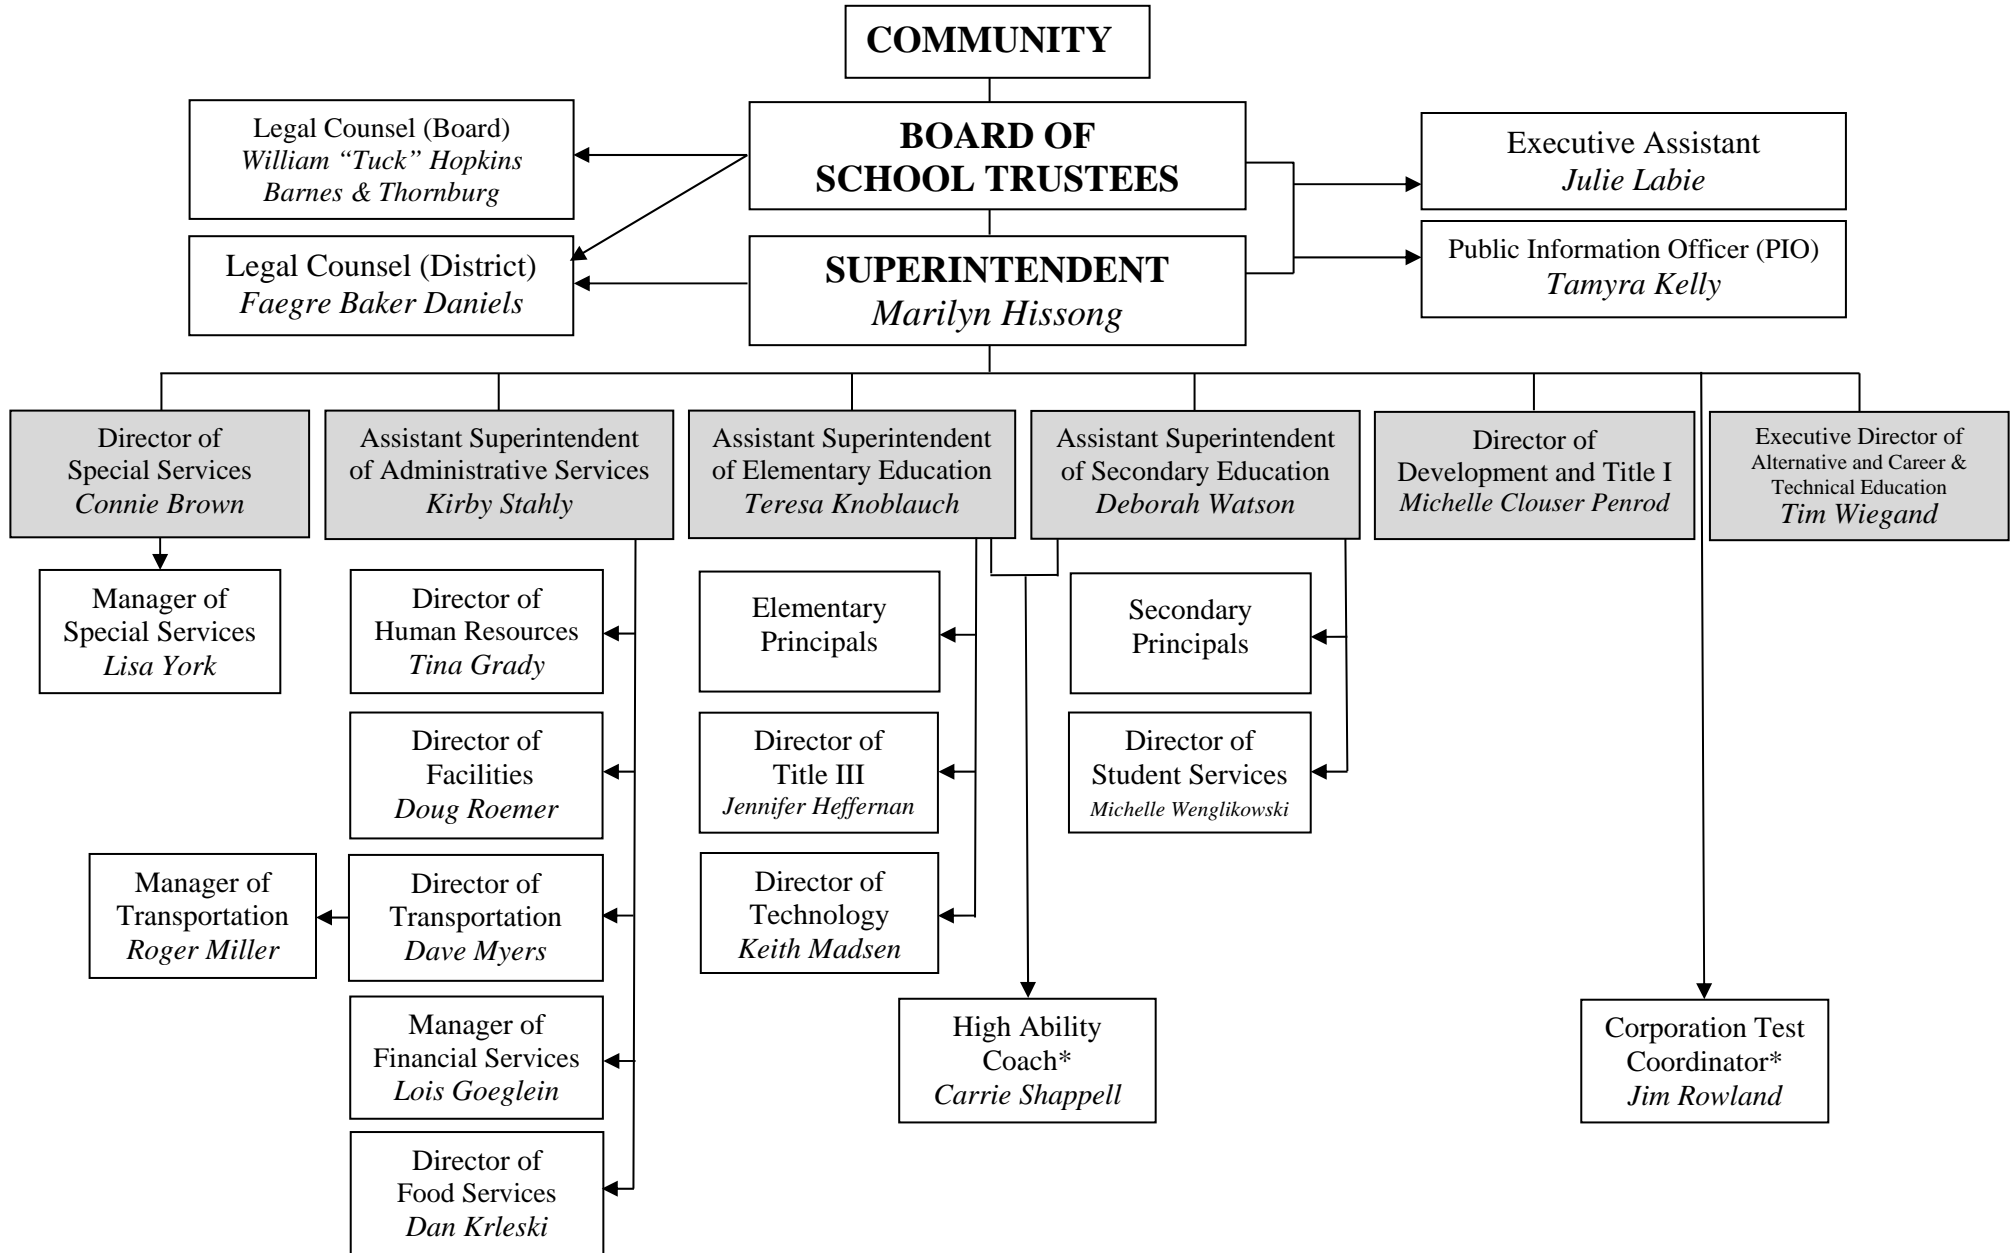 COMMUNITY
Legal Counsel (Board)
William “Tuck” Hopkins
Barnes & Thornburg
BOARD OF
SCHOOL TRUSTEES
Executive Assistant
Julie Labie
Legal Counsel (District)
Faegre Baker Daniels
SUPERINTENDENT
Marilyn Hissong
Public Information Officer (PIO)
Tamyra Kelly
Director of
Special Services
Connie Brown
Assistant Superintendent
of Administrative Services
Kirby Stahly
Assistant Superintendent
of Elementary Education
Teresa Knoblauch
Assistant Superintendent
of Secondary Education
Deborah Watson
Director of
Development and Title I
Michelle Clouser Penrod
Executive Director of
Alternative and Career &
Technical Education
Tim Wiegand
Manager of
Special Services
Lisa York
Director of
Human Resources
Tina Grady
Elementary
Principals
Secondary
Principals
Director of
Facilities
Doug Roemer
Director of
Title III
Jennifer Heffernan
Director of
Student Services
Michelle Wenglikowski
Manager of
Transportation
Roger Miller
Director of
Transportation
Dave Myers
Director of
Technology
Keith Madsen
Manager of
Financial Services
Lois Goeglein
High Ability
Coach*
Carrie Shappell
Corporation Test
Coordinator*
Jim Rowland
Director of
Food Services
Dan Krleski